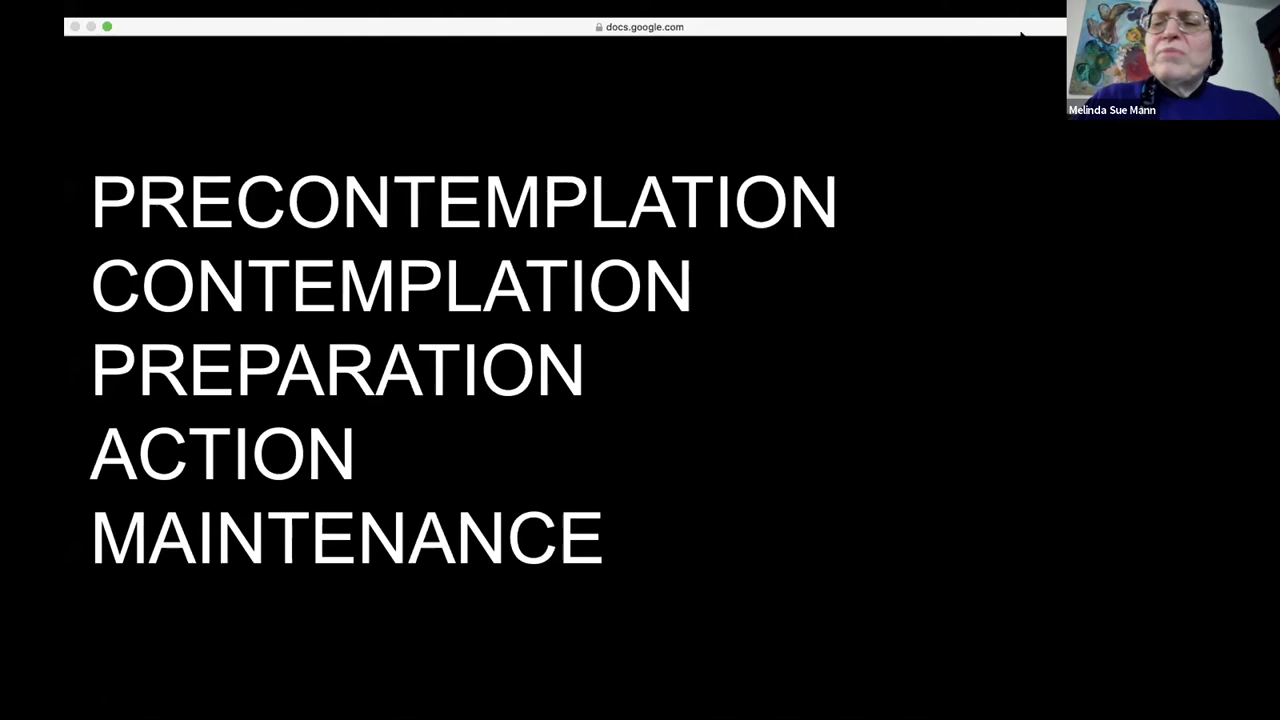 docs.google.com
Melinda Sue Mann
PRECONTEMPLATION
CONTEMPLATION
PREPARATION
ACTION
MAINTENANCE